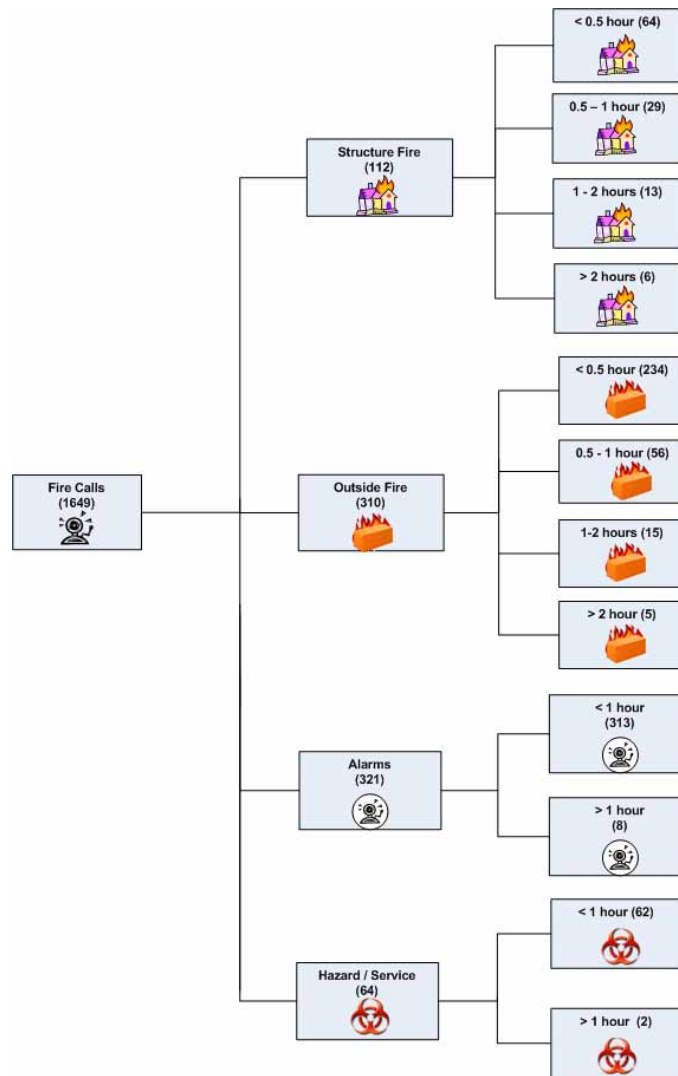 Fire Calls
(1649)
Structure Fire
(112)
< 0.5 hour (64)
0.5 – 1 hour (29)
1 - 2 hours (13)
> 2 hours (6)
Outside Fire
(310)
< 0.5 hour (234)
0.5 - 1 hour (56)
1-2 hours (15)
> 2 hour (5)
Alarms
(321)
< 1 hour
(313)
> 1 hour
(8)
Hazard / Service
(64)
< 1 hour (62)
> 1 hour (2)